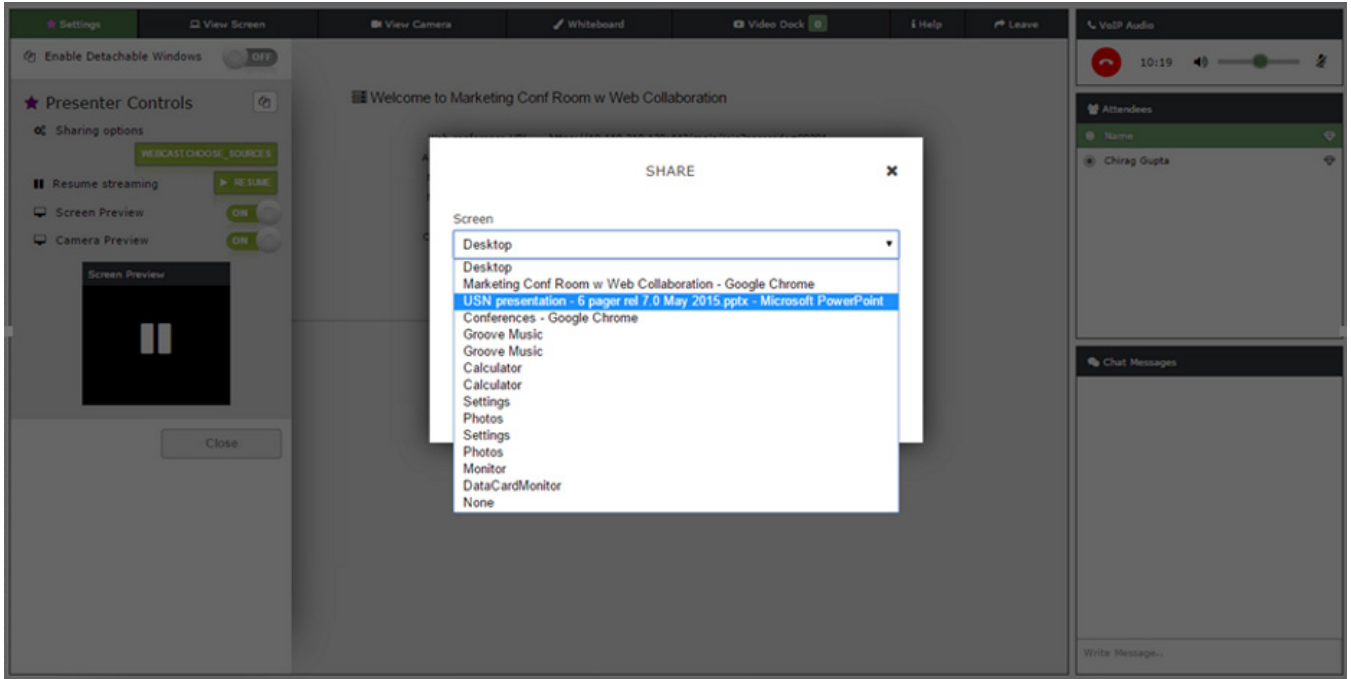 Settings
View Screen
View Camera
Whiteboard
Video Dock 0
Help
Leave
Enable Detachable Windows OFF
Presenter Controls
Sharing options
WEBCAST.CHOOSE_SOURCES
Resume streaming RESUME
Screen Preview ON
Camera Preview ON
Screen Preview
Close
Welcome to Marketing Conf Room w Web Collaboration
SHARE
Screen
Desktop
Desktop
Marketing Conf Room w Web Collaboration - Google Chrome
USN presentation - 6 pager rel 7.0 May 2015.pptx - Microsoft PowerPoint
Conferences - Google Chrome
Groove Music
Groove Music
Calculator
Calculator
Settings
Photos
Settings
Photos
Monitor
DataCardMonitor
None
VoIP Audio
10:19
Attendees
Name
Chirag Gupta
Chat Messages
Write Message..